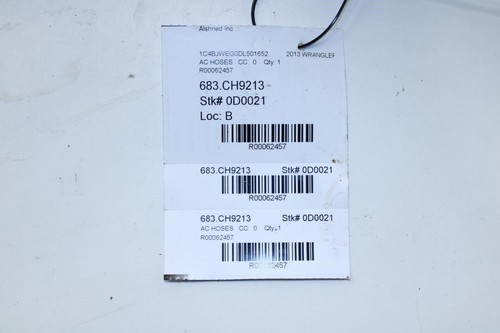 Alshned Inc
1C4BJWEG0DL501652 2013 WRANGLER
AC HOSES CC: 0 Qty: 1
R00062457
683.CH9213
Stk# 0D0021
Loc: B
R00062457
683.CH9213 Stk# 0D0021
R00062457
683.CH9213 Stk# 0D0021
AC HOSES CC: 0 Qty: 1
R00062457
R00062457